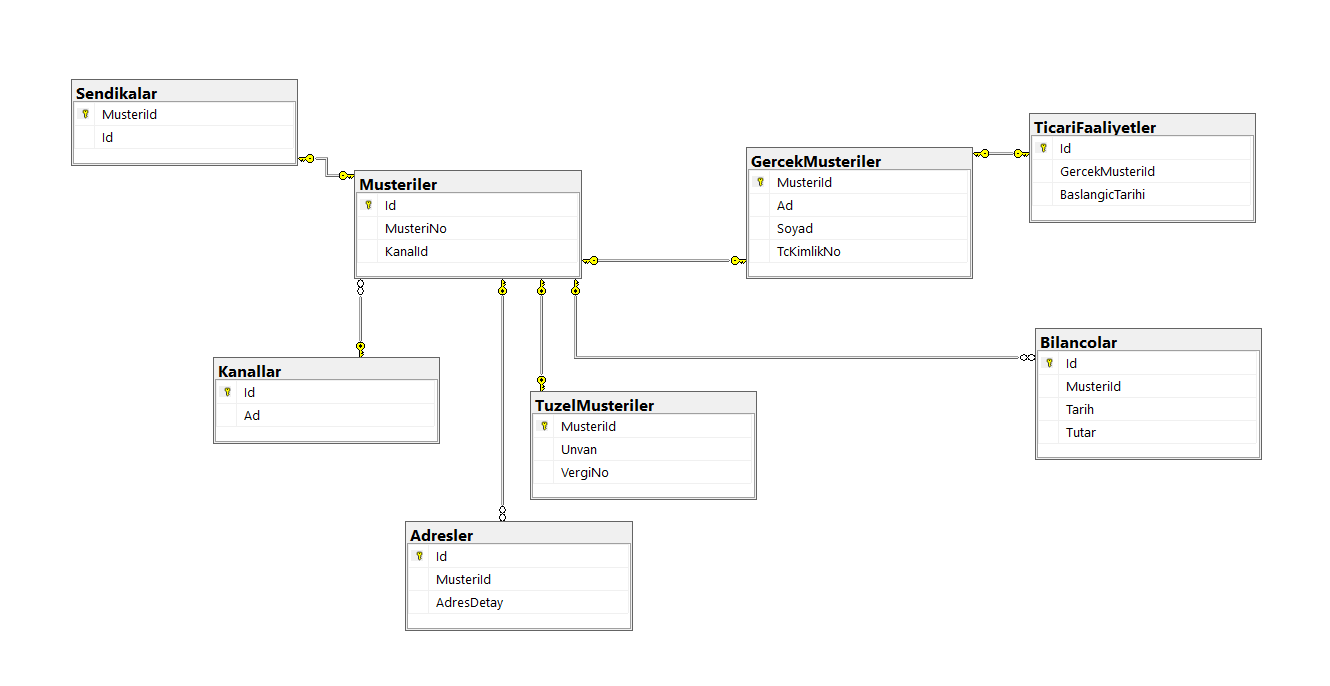 Sendikalar
MusteriId
Id
Musteriler
Id
MusteriNo
KanalId
GercekMusteriler
MusteriId
Ad
Soyad
TcKimlikNo
TicariFaaliyetler
Id
GercekMusteriId
BaslangicTarihi
Kanallar
Id
Ad
TuzelMusteriler
MusteriId
Unvan
VergiNo
Bilancolar
Id
MusteriId
Tarih
Tutar
Adresler
Id
MusteriId
AdresDetay